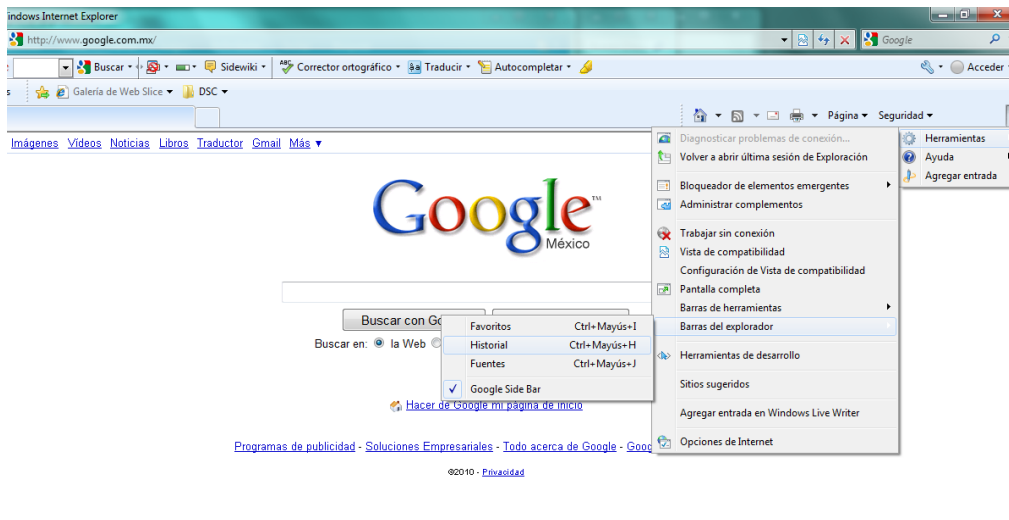 indows Internet Explorer
http://www.google.com.mx/
Google
Buscar
Sidewiki
ABC Corrector ortográfico
Traducir
Autocompletar
Acceder
s
Galería de Web Slice
DSC
Página
Seguridad
Imágenes Vídeos Noticias Libros Traductor Gmail Más ▼
Herramientas
Ayuda
Agregar entrada
Diagnosticar problemas de conexión...
Volver a abrir última sesión de Exploración
Bloqueador de elementos emergentes
Administrar complementos
Trabajar sin conexión
Vista de compatibilidad
Configuración de Vista de compatibilidad
Pantalla completa
Barras de herramientas
Barras del explorador
Herramientas de desarrollo
Sitios sugeridos
Agregar entrada en Windows Live Writer
Opciones de Internet
Google™
México
Buscar con Go
Buscar en: la Web
Favoritos Ctrl+Mayús+I
Historial Ctrl+Mayús+H
Fuentes Ctrl+Mayús+J
Google Side Bar
Hacer de Google mi página de inicio
Programas de publicidad - Soluciones Empresariales - Todo acerca de Google - Goog
©2010 - Privacidad